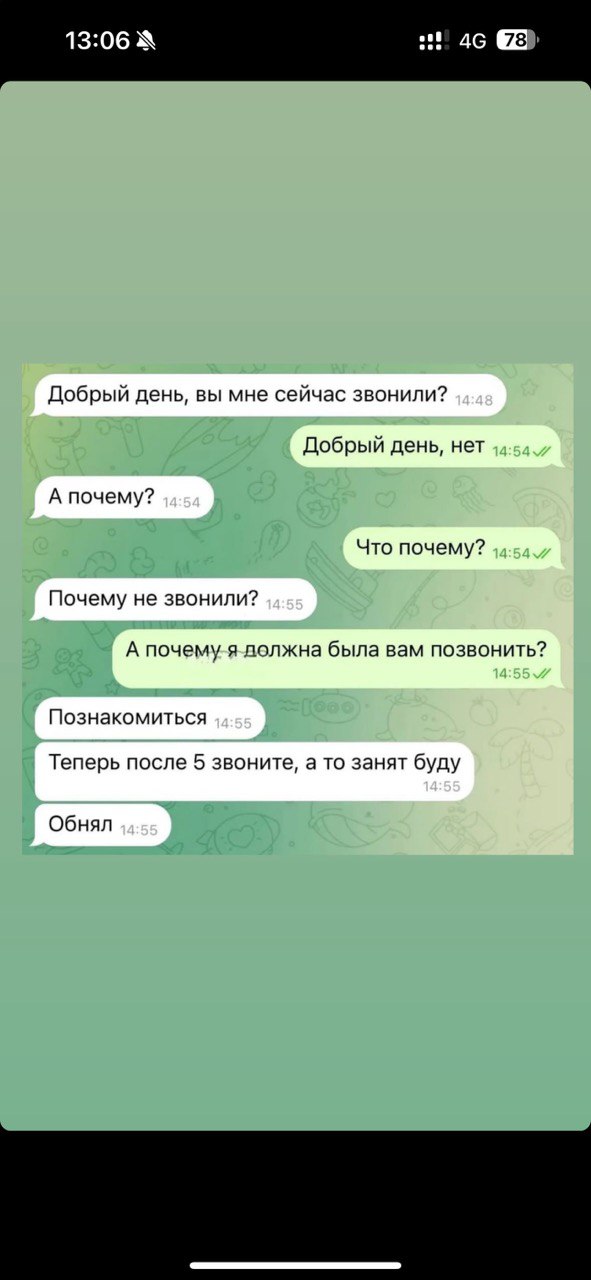 13:06
4G 78
Добрый день, вы мне сейчас звонили? 14:48
Добрый день, нет 14:54
А почему? 14:54
Что почему? 14:54
Почему не звонили? 14:55
А почему я должна была вам позвонить?
14:55
Познакомиться 14:55
Теперь после 5 звоните, а то занят буду
14:55
Обнял 14:55